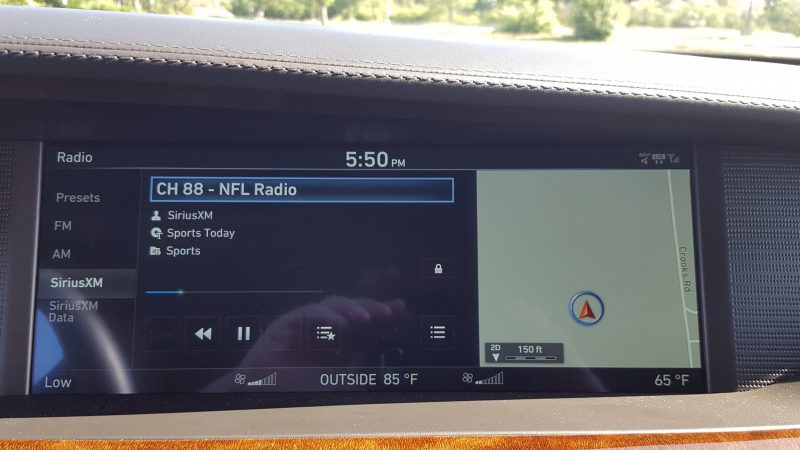 Radio
5:50 PM
LTE
Presets
FM
AM
SiriusXM
SiriusXM
Data
CH 88 - NFL Radio
SiriusXM
Sports Today
Sports
Crooks Rd
2D
150 ft
Low
OUTSIDE 85 °F
65 °F